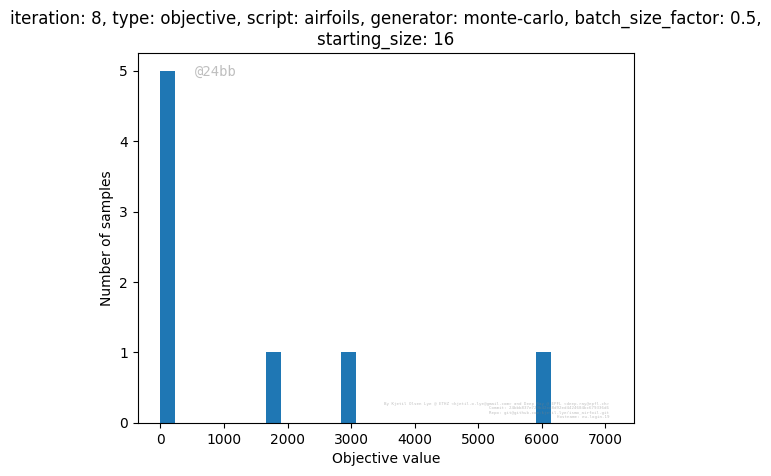 iteration: 8, type: objective, script: airfoils, generator: monte-carlo, batch_size_factor: 0.5,
starting_size: 16
@24bb
5
4
3
2
1
0
Number of samples
0 1000 2000 3000 4000 5000 6000 7000
Objective value